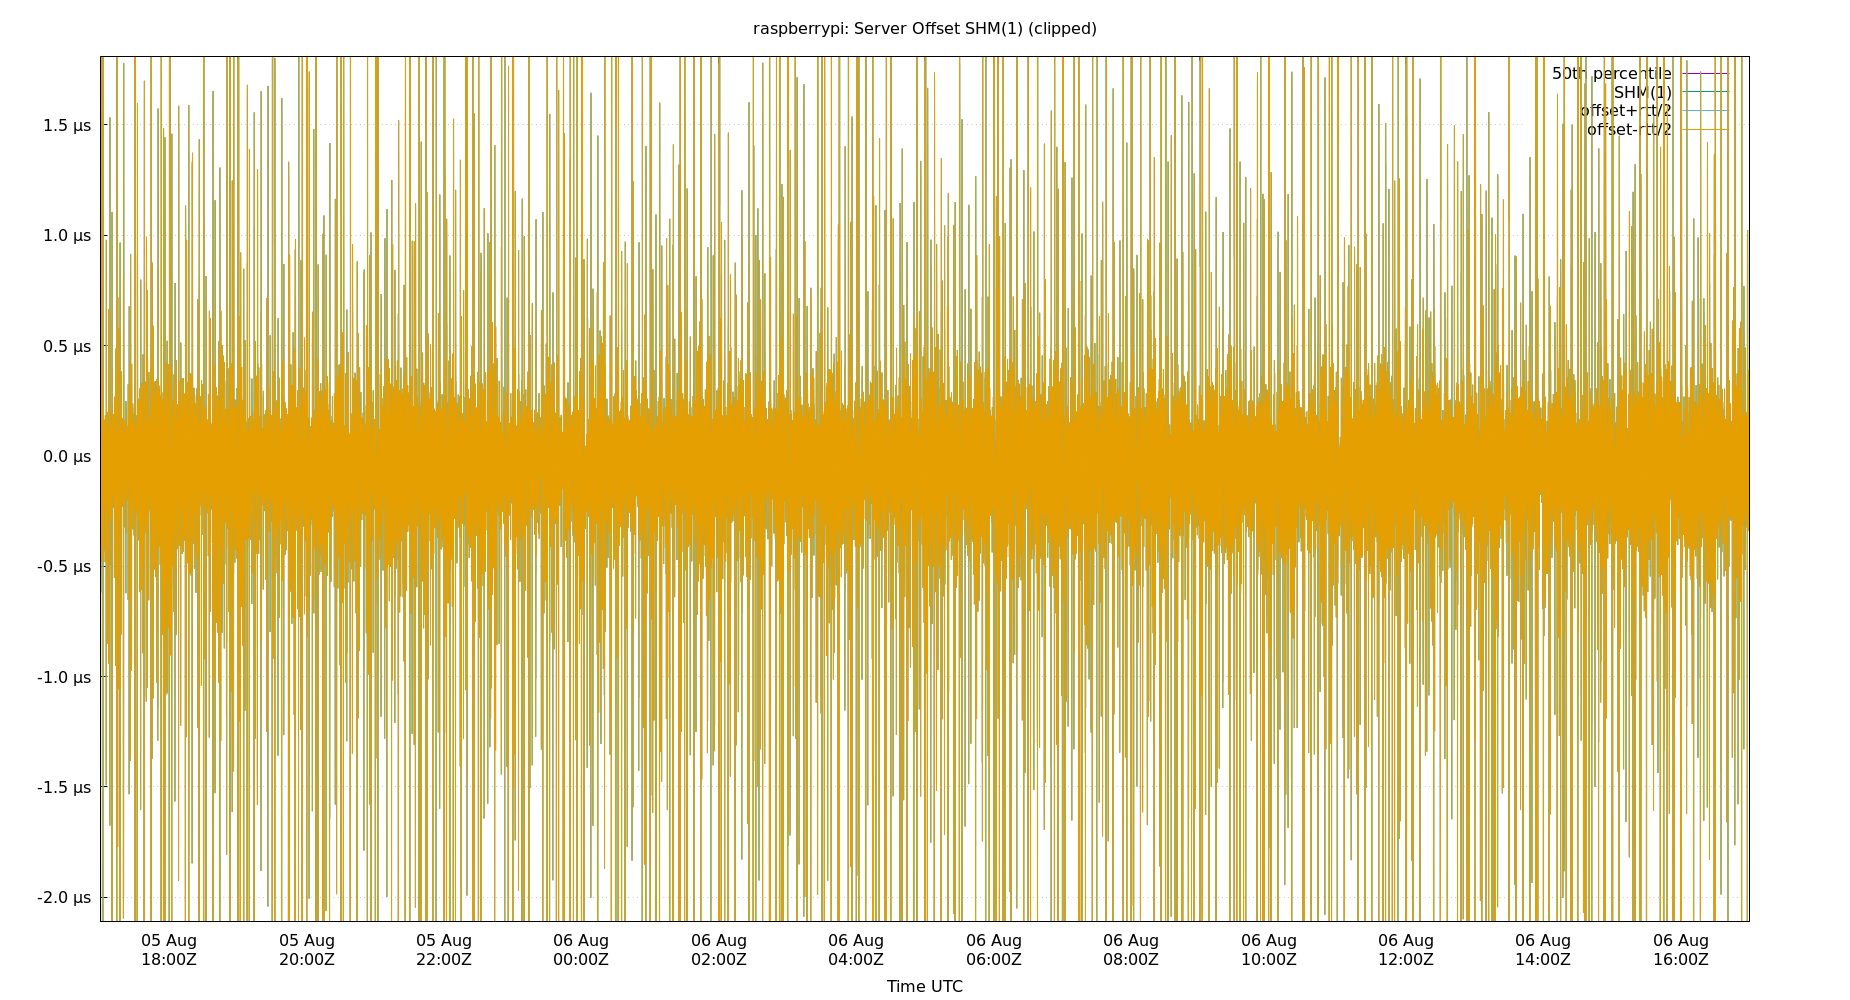 raspberrypi: Server Offset SHM(1) (clipped)
50th percentile
SHM(1)
offset+rtt/2
offset-rtt/2
1.5 µs
1.0 µs
0.5 µs
0.0 µs
-0.5 µs
-1.0 µs
-1.5 µs
-2.0 µs
05 Aug 05 Aug 05 Aug 06 Aug 06 Aug 06 Aug 06 Aug 06 Aug 06 Aug 06 Aug 06 Aug 06 Aug
18:00Z 20:00Z 22:00Z 00:00Z 02:00Z 04:00Z 06:00Z 08:00Z 10:00Z 12:00Z 14:00Z 16:00Z
Time UTC